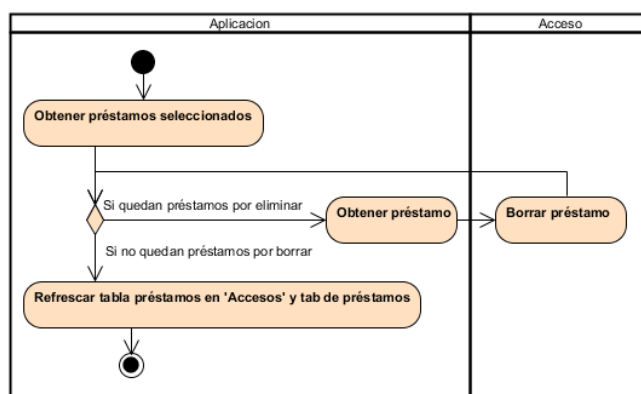 Aplicacion
Acceso
Obtener préstamos seleccionados
Si quedan préstamos por eliminar
Obtener préstamo
Borrar préstamo
Si no quedan préstamos por borrar
Refrescar tabla préstamos en 'Accesos' y tab de préstamos